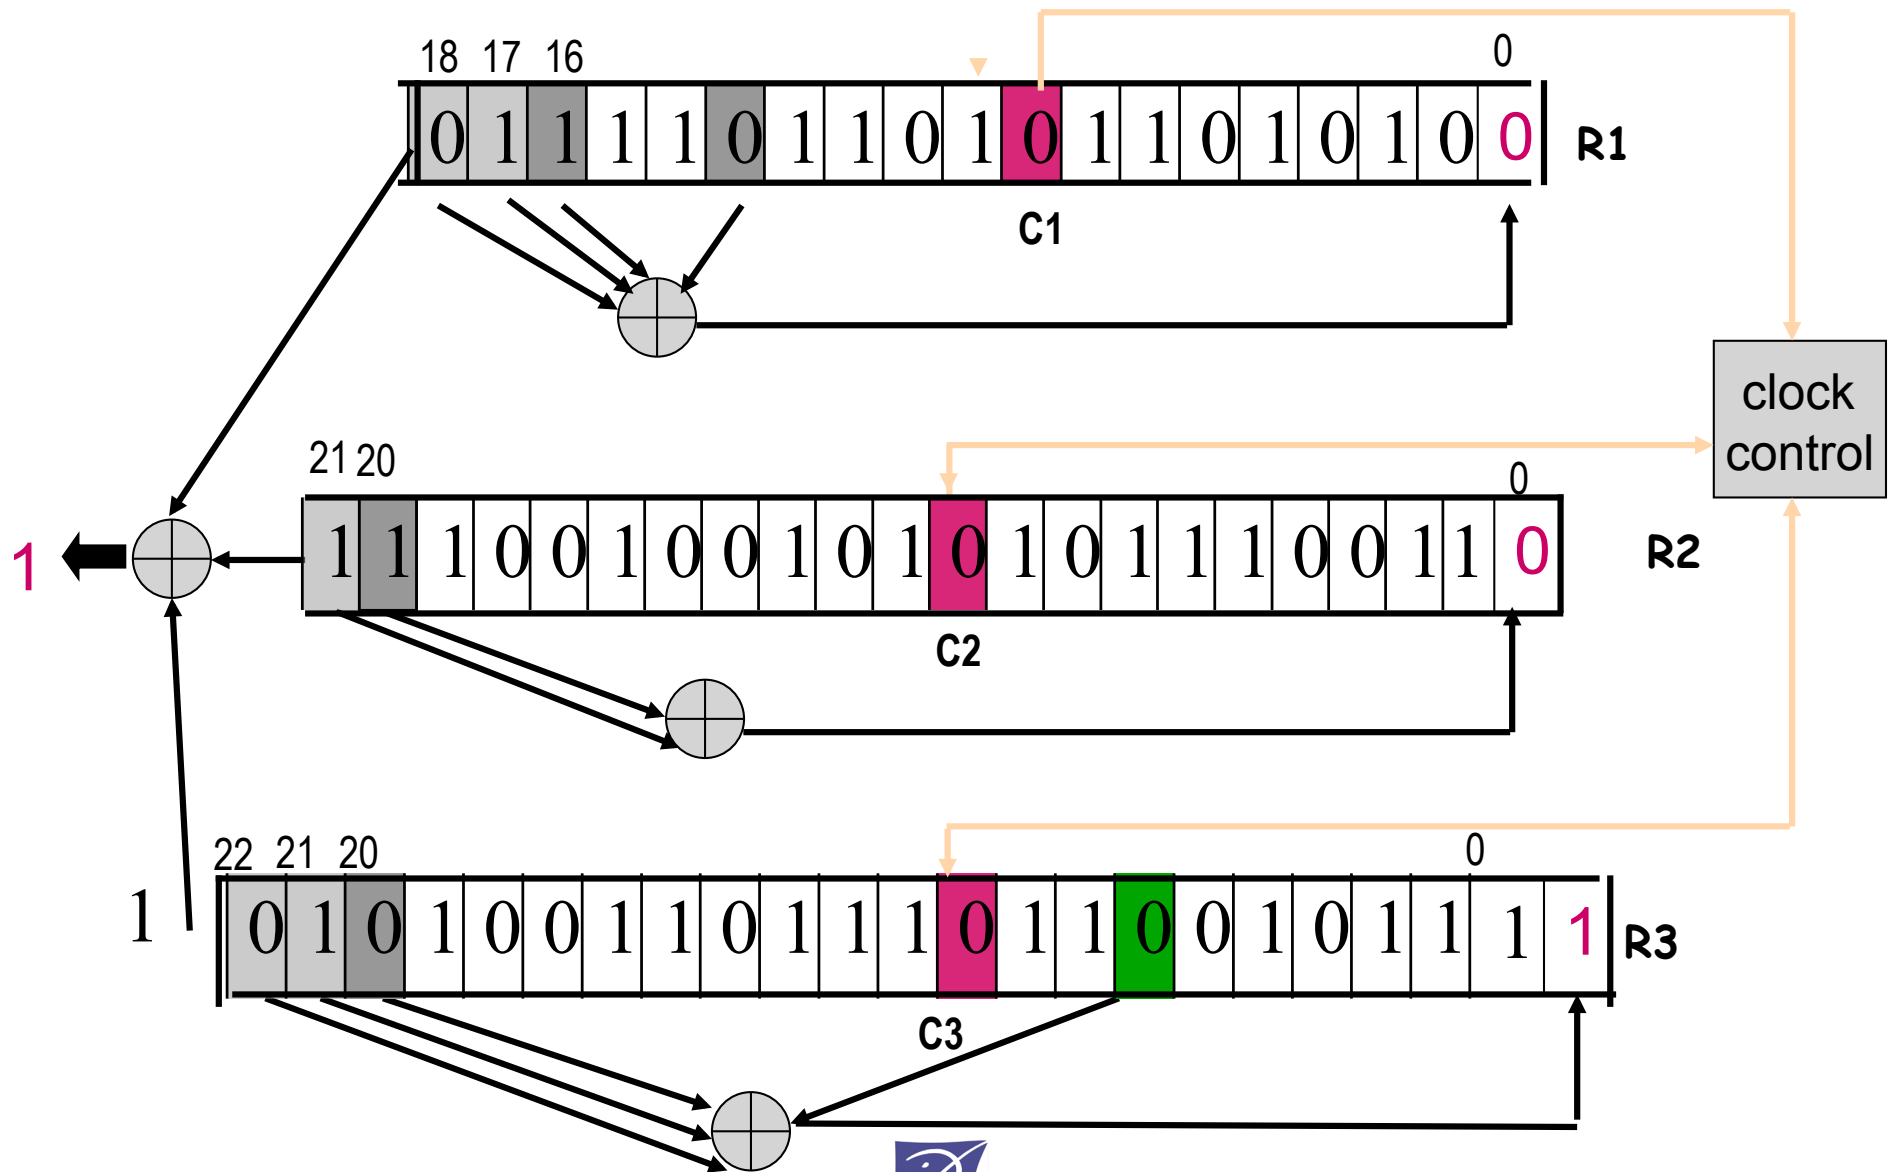 18 17 16 0
0 1 1 1 1 0 1 1 0 1 0 1 1 0 1 0 1 0 0 R1
C1
clock
control
21 20 0
1 1 1 0 0 1 0 0 1 0 1 0 1 0 1 1 1 0 0 1 1 0 R2
1
C2
22 21 20 0
1 0 1 0 1 0 0 1 1 0 1 1 1 0 1 1 0 0 1 0 1 1 1 1 R3
C3